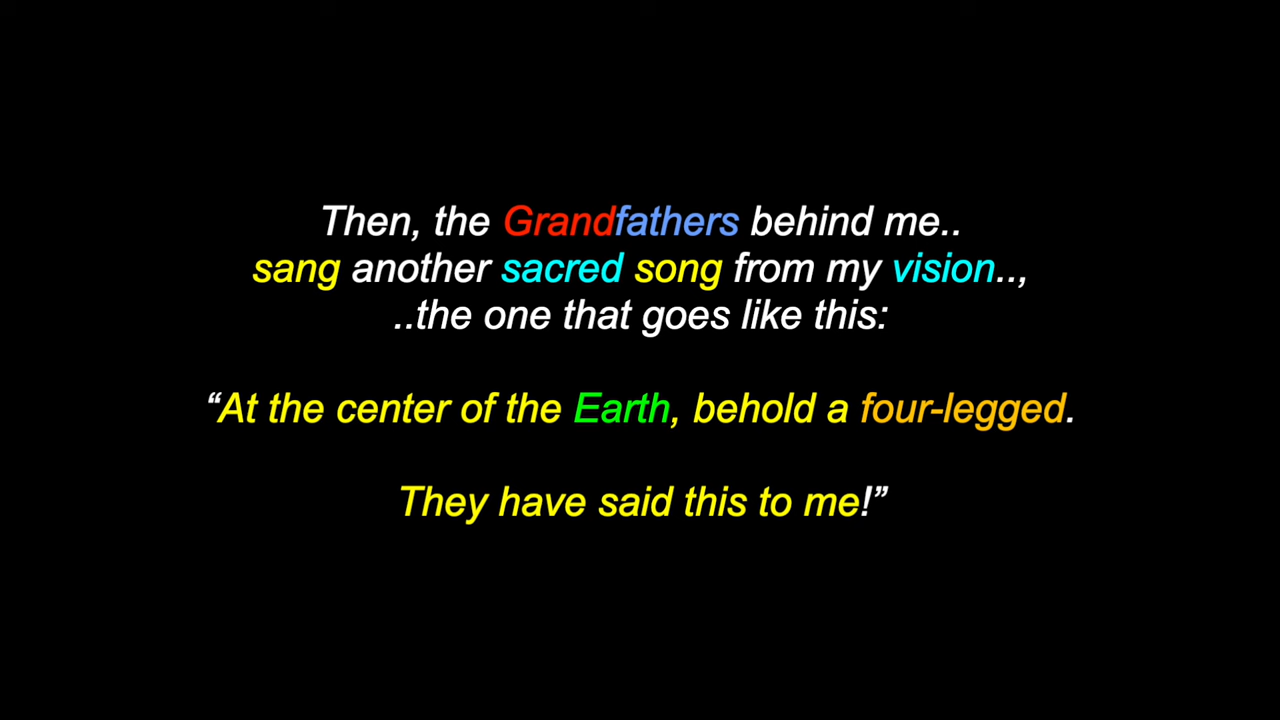 Then, the Grandfathers behind me..
sang another sacred song from my vision..,
..the one that goes like this:
“At the center of the Earth, behold a four-legged.
They have said this to me!”